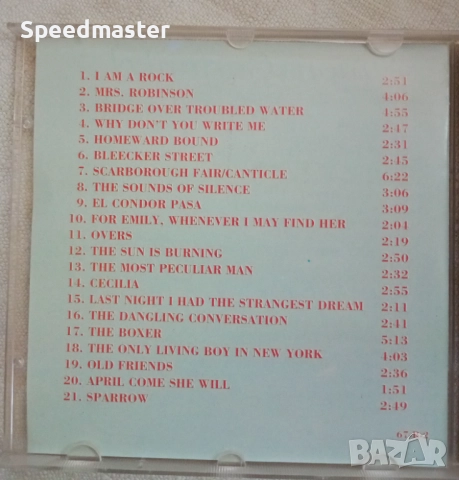 Speedmaster
1. I AM A ROCK 2:51
2. MRS. ROBINSON 4:06
3. BRIDGE OVER TROUBLED WATER 4:55
4. WHY DON'T YOU WRITE ME 2:47
5. HOMEWARD BOUND 2:31
6. BLEECKER STREET 2:45
7. SCARBOROUGH FAIR/CANTICLE 6:22
8. THE SOUNDS OF SILENCE 3:06
9. EL CONDOR PASA 3:09
10. FOR EMILY, WHENEVER I MAY FIND HER 2:04
11. OVERS 2:19
12. THE SUN IS BURNING 2:50
13. THE MOST PECULIAR MAN 2:32
14. CECILIA 2:55
15. LAST NIGHT I HAD THE STRANGEST DREAM 2:11
16. THE DANGLING CONVERSATION 2:41
17. THE BOXER 5:13
18. THE ONLY LIVING BOY IN NEW YORK 4:03
19. OLD FRIENDS 2:36
20. APRIL COME SHE WILL 1:51
21. SPARROW 2:49
BAZAR